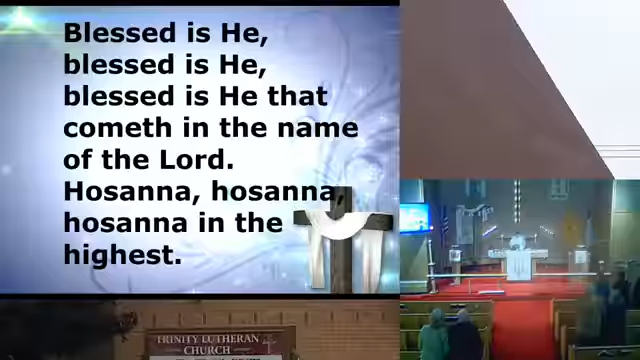 Blessed is He,
blessed is He,
blessed is He that
cometh in the name
of the Lord.
Hosanna, hosanna,
hosanna in the
highest.
TRINITY LUTHERAN
CHURCH